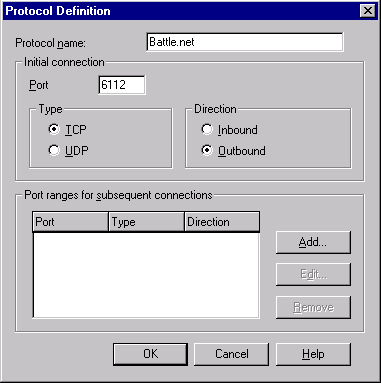 Protocol Definition
Protocol name: Battle.net
Initial connection
Port 6112
Type Direction
TCP Inbound
UDP Outbound
Port ranges for subsequent connections
Port Type Direction
Add...
Edit...
Remove
OK Cancel Help